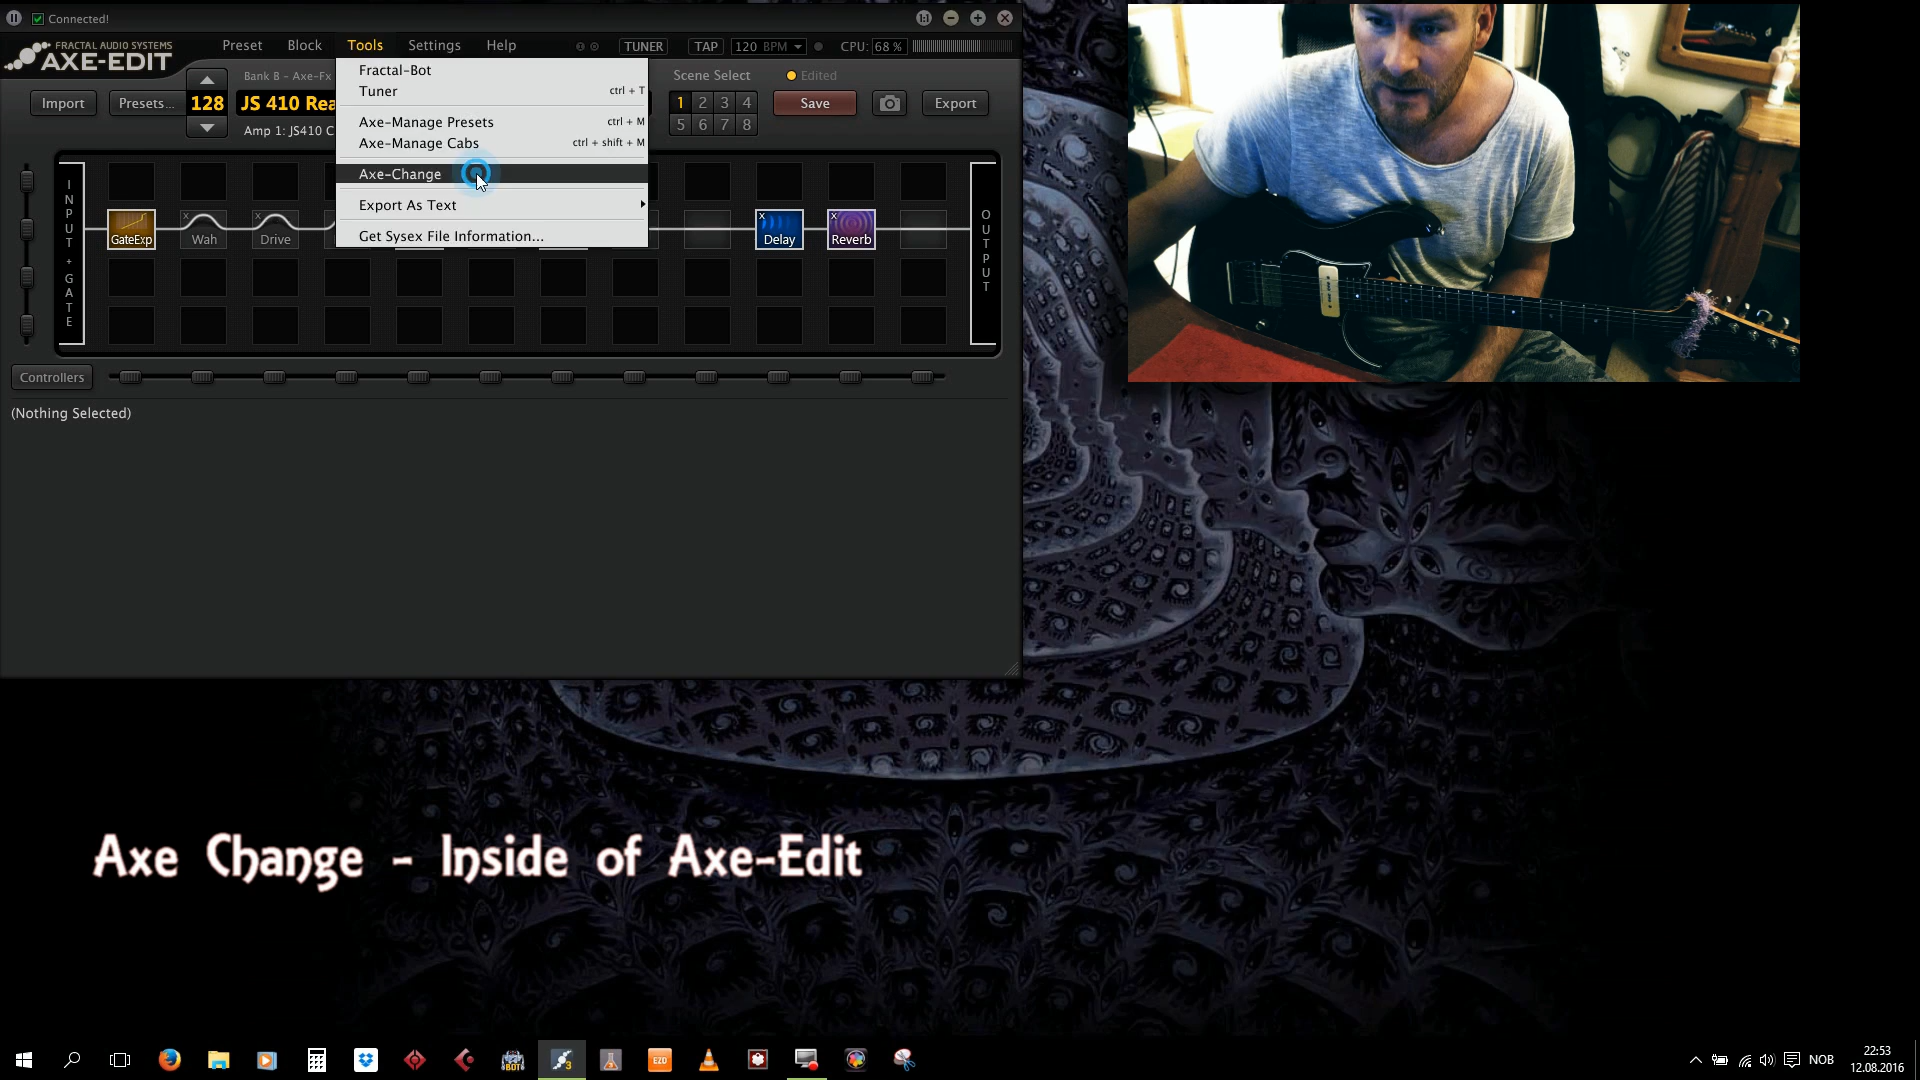 Connected!
FRACTAL AUDIO SYSTEMS
AXE-EDIT
Preset Block Tools Settings Help
TUNER TAP 120 BPM CPU: 68 %
Bank B - Axe-Fx
Scene Select Edited
Import Presets... 128 JS 410 Rea
1 2 3 4
5 6 7 8
Save Export
Amp 1: JS410 C
Fractal-Bot
Tuner ctrl + T
Axe-Manage Presets ctrl + M
Axe-Manage Cabs ctrl + shift + M
Axe-Change
Export As Text
Get Sysex File Information...
INPUT + GATE
X GateExp
X Wah
X Drive
X Delay
X Reverb
OUTPUT
Controllers
(Nothing Selected)
Axe Change - Inside of Axe-Edit
BOT
3
EZD
NOB
22:53
12.08.2016